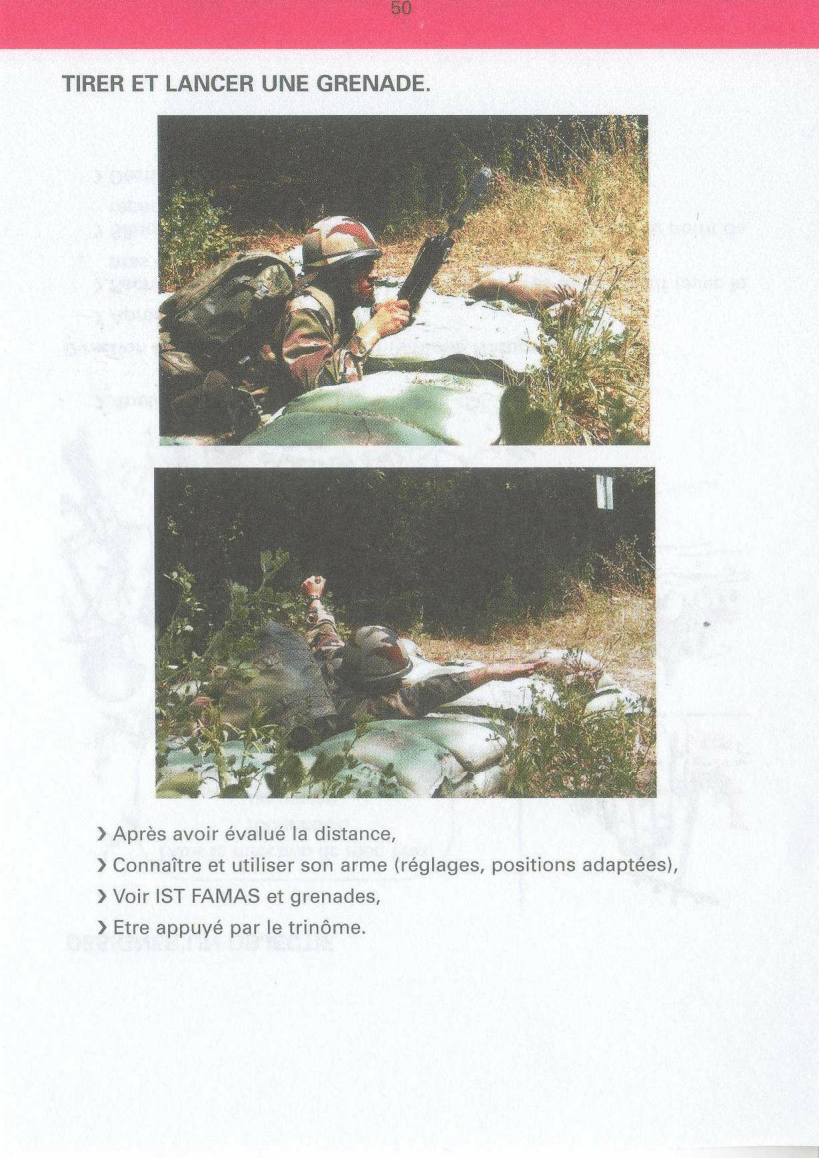 50
TIRER ET LANCER UNE GRENADE.
❯ Après avoir évalué la distance,
❯ Connaître et utiliser son arme (réglages, positions adaptées),
❯ Voir IST FAMAS et grenades,
❯ Etre appuyé par le trinôme.